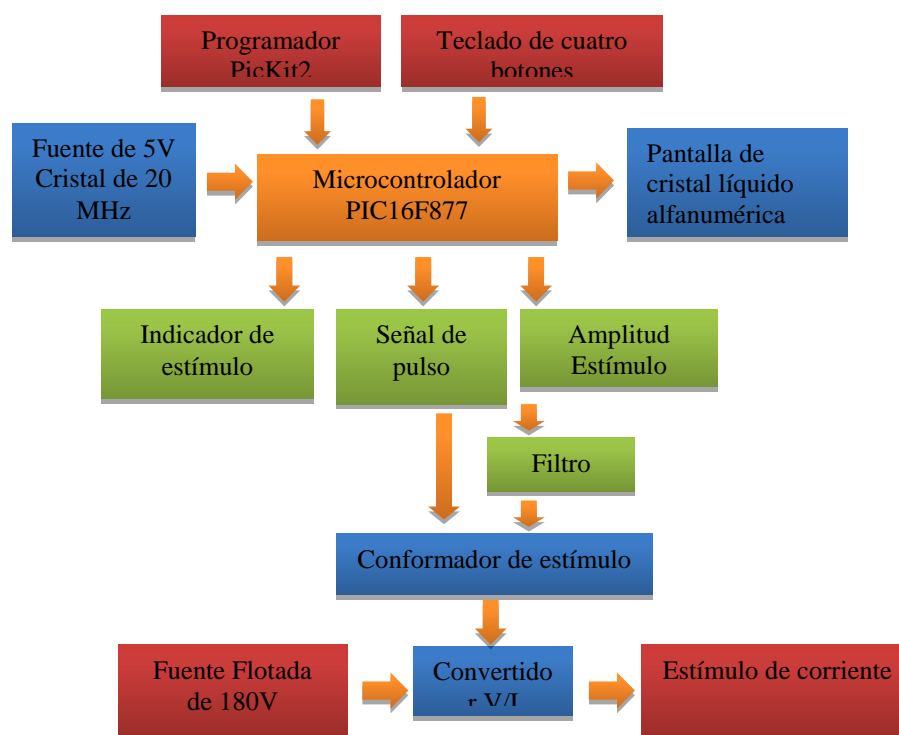 Programador
PicKit2
Teclado de cuatro
botones
Fuente de 5V
Cristal de 20
MHz
Microcontrolador
PIC16F877
Pantalla de
cristal líquido
alfanumérica
Indicador de
estímulo
Señal de
pulso
Amplitud
Estímulo
Filtro
Conformador de estímulo
Fuente Flotada
de 180V
Convertido
r V/I
Estímulo de corriente